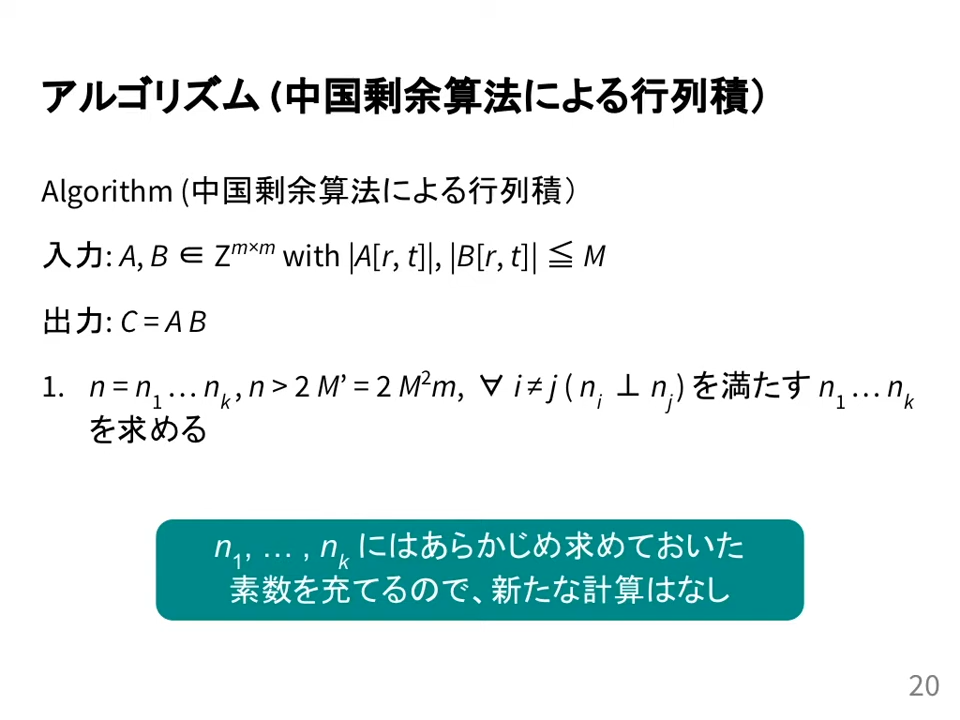 アルゴリズム (中国剰余算法による行列積)
Algorithm (中国剰余算法による行列積)
入力: A, B ∈ Z^{m×m} with |A[r, t]|, |B[r, t]| ≦ M
出力: C = A B
1. n = n_1 … n_k, n > 2 M’ = 2 M^2m, ∀ i ≠ j ( n_i ⊥ n_j ) を満たす n_1 … n_k
を求める
n_1, … , n_k にはあらかじめ求めておいた
素数を充てるので、新たな計算はなし
20